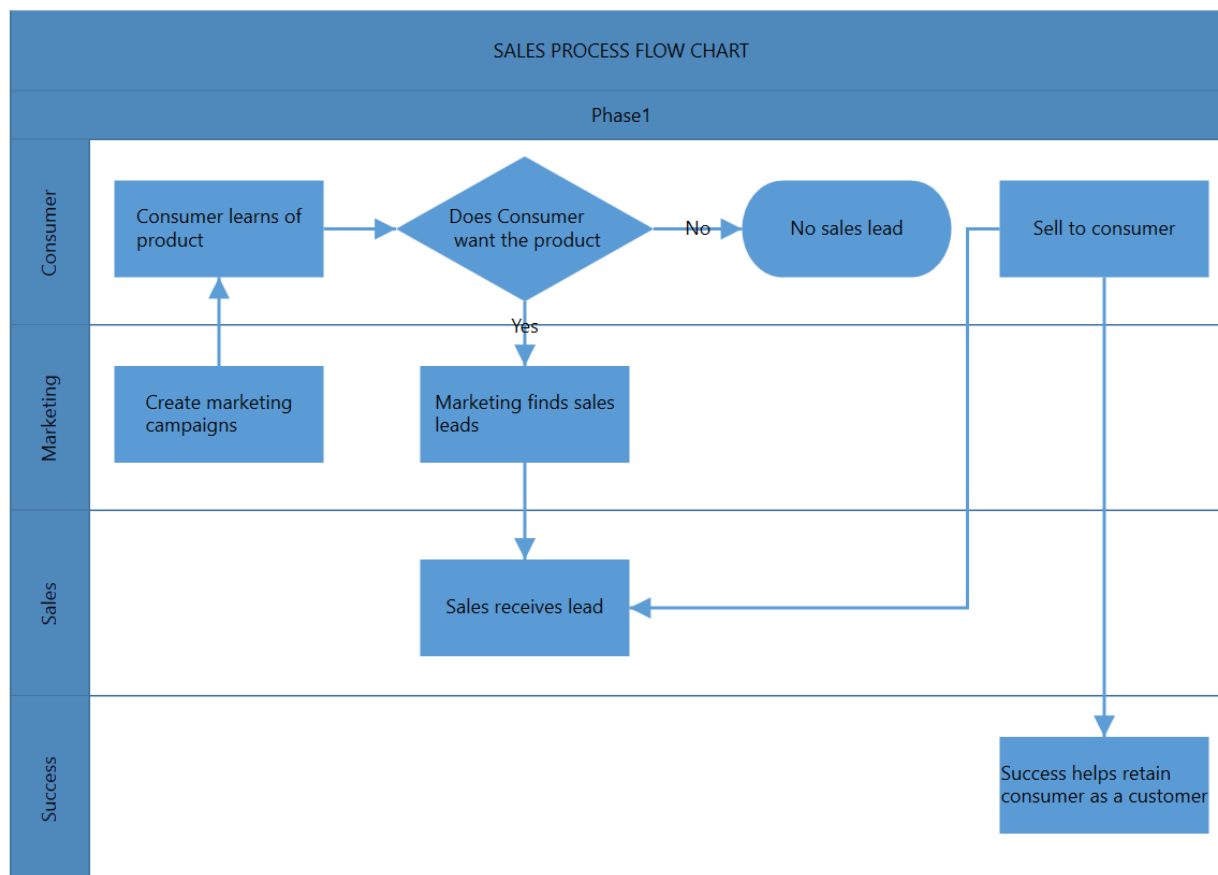 SALES PROCESS FLOW CHART
Phase1
Consumer
Consumer learns of
product
Does Consumer
want the product
No
No sales lead
Sell to consumer
Yes
Marketing
Create marketing
campaigns
Marketing finds sales
leads
Sales
Sales receives lead
Success
Success helps retain
consumer as a customer